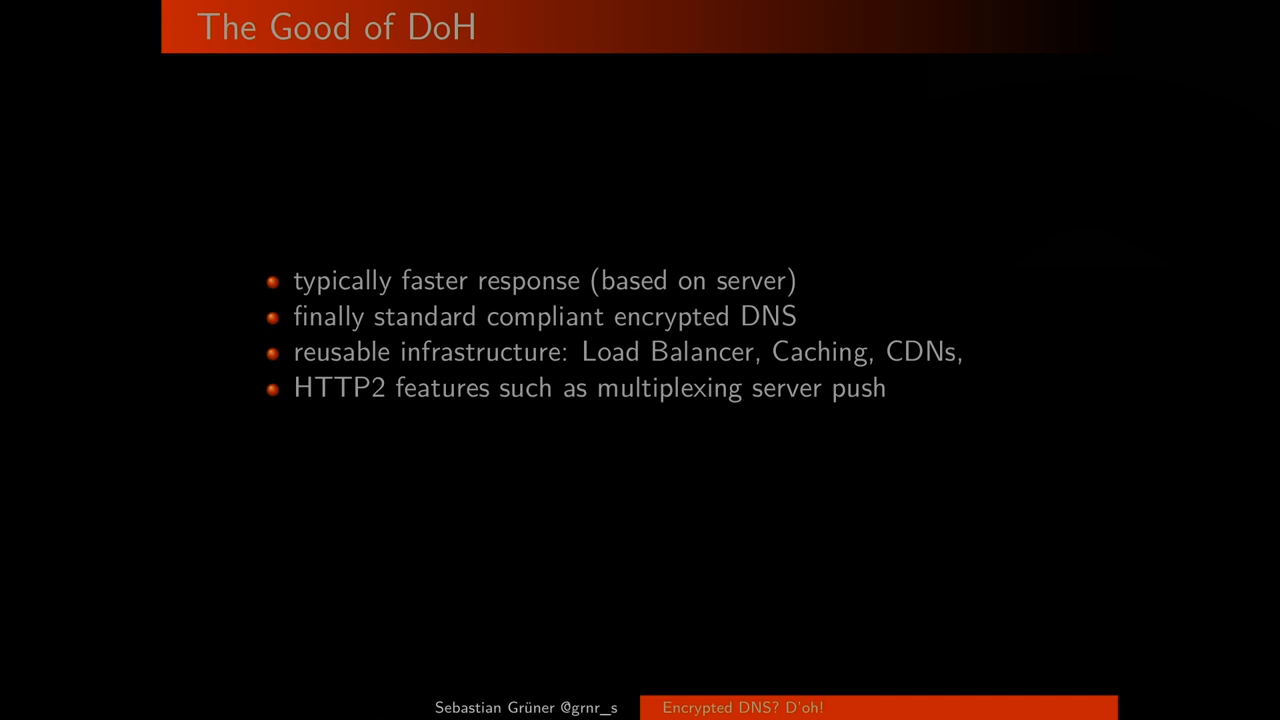 The Good of DoH
typically faster response (based on server)
finally standard compliant encrypted DNS
reusable infrastructure: Load Balancer, Caching, CDNs,
HTTP2 features such as multiplexing server push
Sebastian Grüner @grnr_s
Encrypted DNS? D'oh!